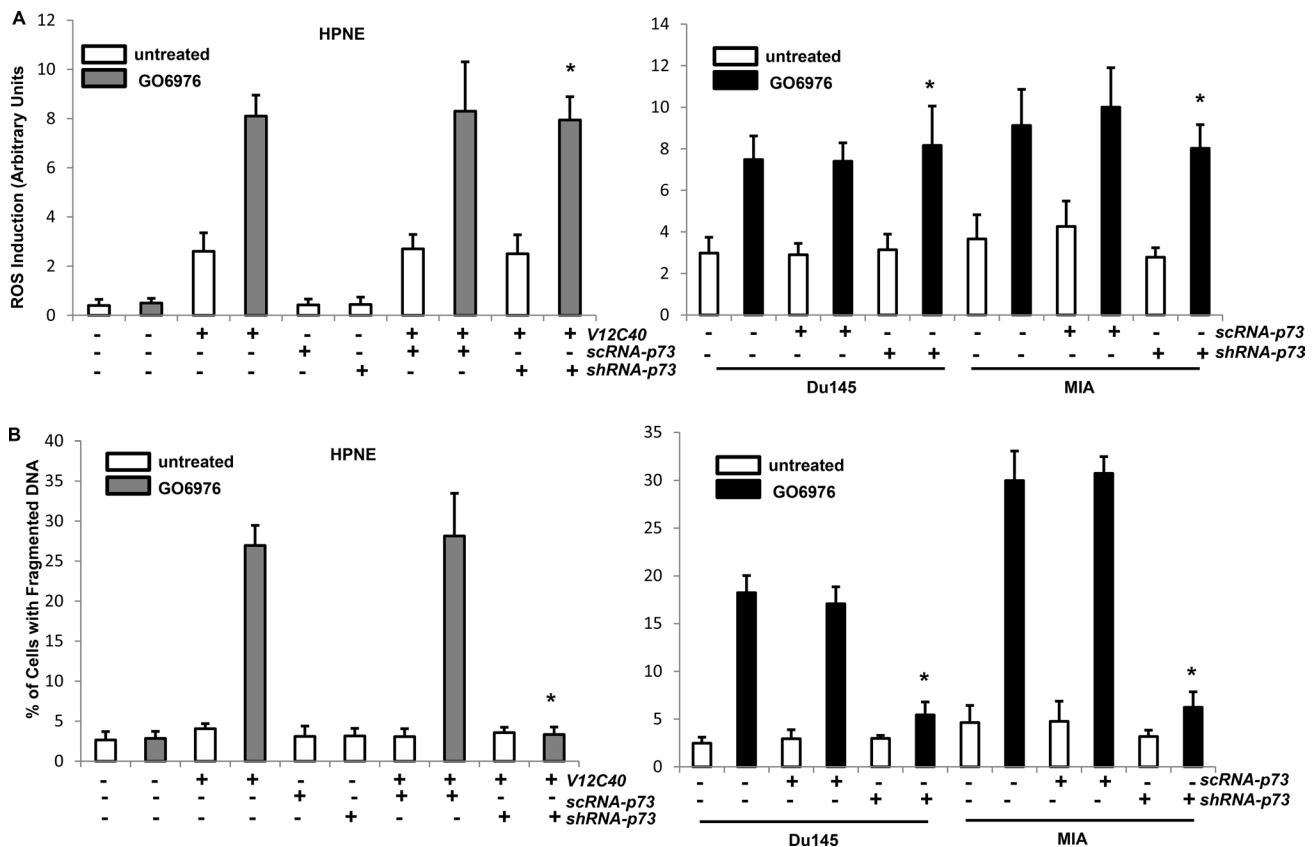 A
HPNE
untreated
GO6976
ROS Induction (Arbitrary Units
12
10
8
6
4
2
0
*
- - + + - - + + + + V12C40
- - - - + - + + - - scRNA-p73
- - - - - + - - + + shRNA-p73
untreated
GO6976
14
12
10
8
6
4
2
0
* *
- - + + - - - - + + - - scRNA-p73
- - - - + + - - - - + + shRNA-p73
Du145 MIA
B
HPNE
untreated
GO6976
% of Cells with Fragmented DNA
40
35
30
25
20
15
10
5
0
*
- - + + - - + + + + V12C40
- - - - + - + + - - scRNA-p73
- - - - - + - - + + shRNA-p73
untreated
GO6976
35
30
25
20
15
10
5
0
* *
- - + + - - - - + + - - scRNA-p73
- - - - + + - - - - + + shRNA-p73
Du145 MIA